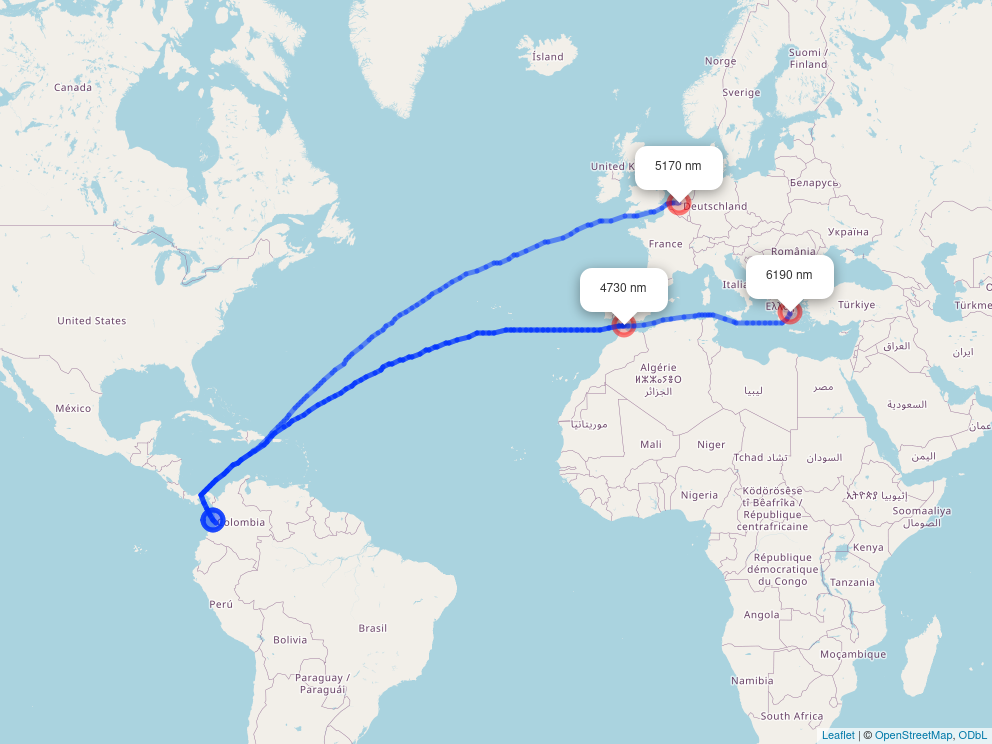 Ísland
Suomi /
Finland
Norge
Canada
Sverige
5170 nm
United K
Беларусь
Deutschland
Україна
France
România
6190 nm
4730 nm
Itali
Ελλ
Türkiye
Türkme
United States
العراق
ایران
Algérie
ⵍⵣⵣⴰⵢⴻⵔ
الجزائر
ليبيا
مصر
السعودية
México
موريتانيا
عمان
Mali
Niger
Tchad تشاد
السودان
اليمن
Nigeria
Ködörösêse
tî Bêafrîka /
République
centrafricaine
ኢትዮጵያ إثيوبيا
Soomaaliya
الصومال
olombia
Kenya
République
démocratique
du Congo
Tanzania
Perú
Angola
Brasil
Bolivia
Moçambique
Paraguay /
Paraguái
Namibia
South Africa
Leaflet | © OpenStreetMap, ODbL